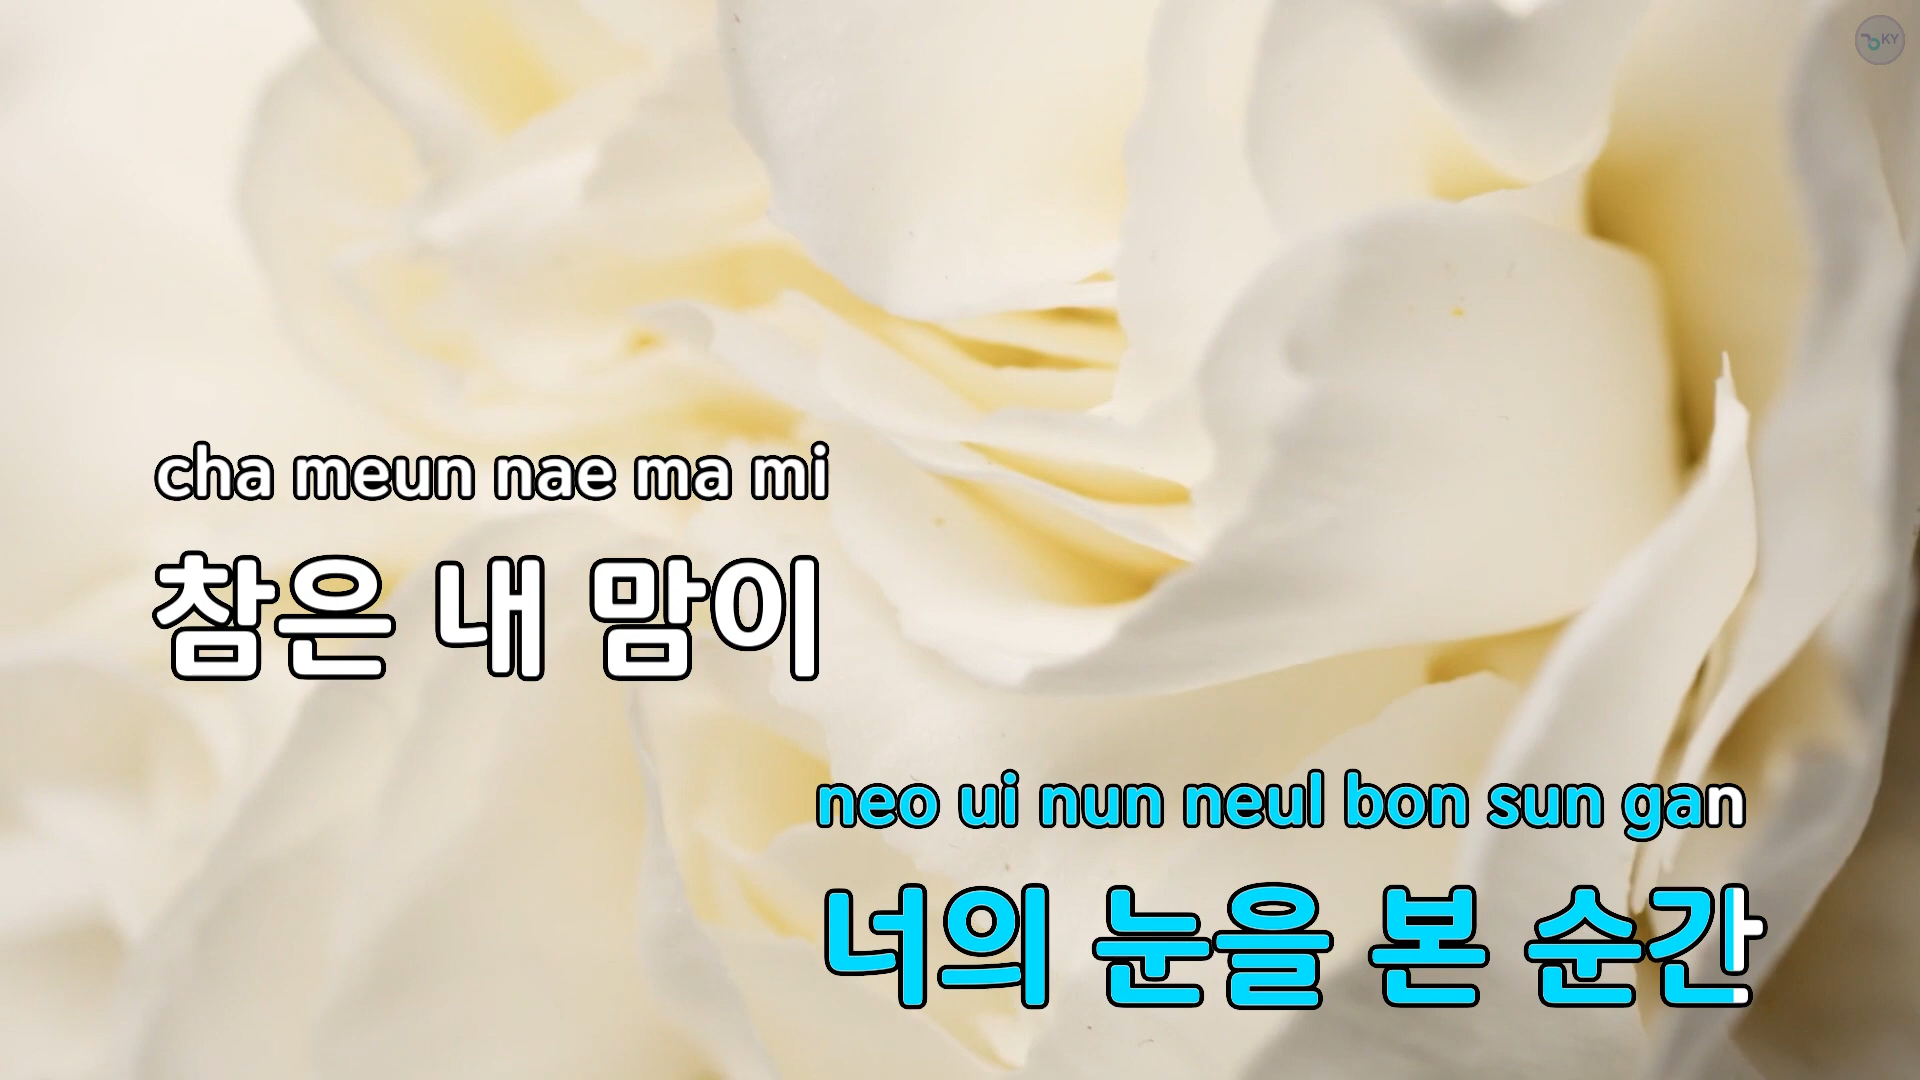 KY
cha meun nae ma mi
참은 내 맘이
neo ui nun neul bon sun gan
너의 눈을 본 순간